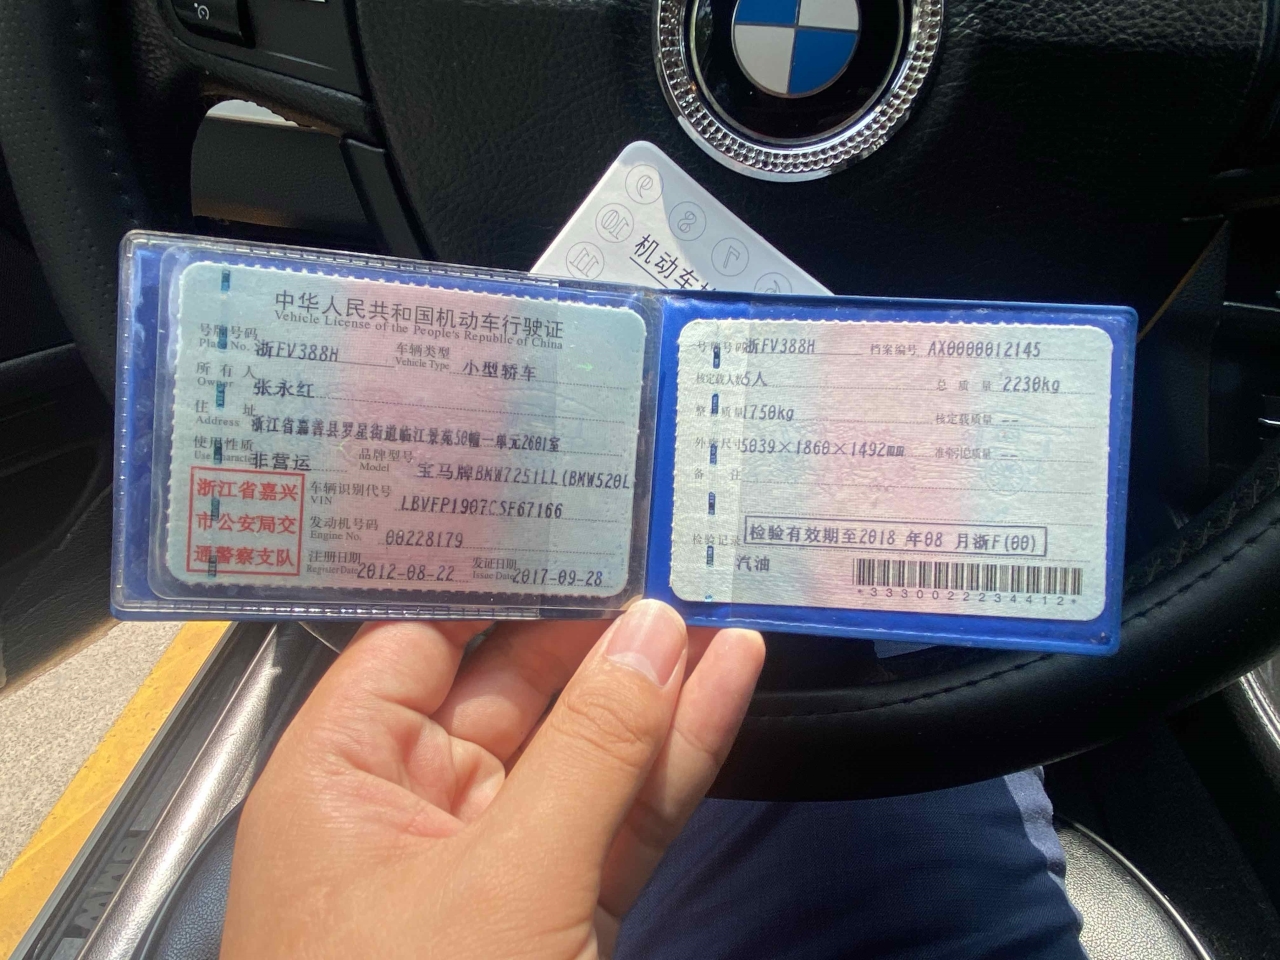 中华人民共和国机动车行驶证
Vehicle License of the People's Republic of China
号牌号码 浙FV388H 车辆类型 小型轿车
Plate No. Vehicle Type
所有人 张永红
Owner
住址 浙江省嘉善县罗星街道临江景苑50幢一单元2601室
Address
使用性质 非营运 品牌型号 宝马牌BMW7251LL(BMW520L
Use Character Model
浙江省嘉兴
市公安局交
通警察支队
车辆识别代号 LBVFP1907CSF67166
VIN
发动机号码 00228179
Engine No.
注册日期 2012-08-22 发证日期 2017-09-28
Register Date Issue Date
号牌号码 浙FV388H 档案编号 AX0000012145
核定载人数 5人 总质量 2230kg
整备质量 1750kg 核定载质量 --
外廓尺寸 5039×1860×1492mm 准牵引总质量 --
备注
检验记录 检验有效期至2018 年08 月浙F(00)
汽油
*3330022234412*
机动车检
6
7
8
9
10
11
BMW